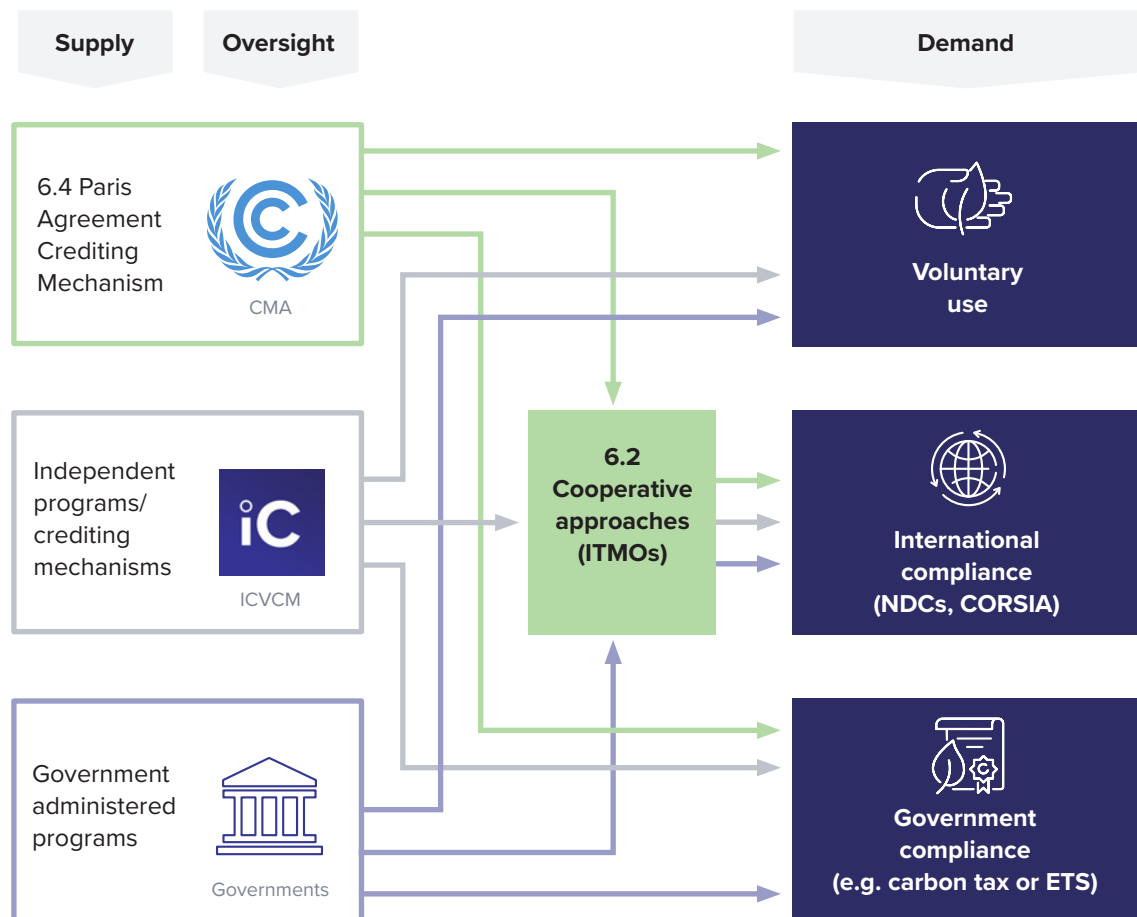 Supply
Oversight
Demand
6.4 Paris
Agreement
Crediting
Mechanism
CMA
Voluntary
use
Independent
programs/
crediting
mechanisms
iC
ICVCM
6.2
Cooperative
approaches
(ITMOs)
International
compliance
(NDCs, CORSIA)
Government
administered
programs
Governments
C
Government
compliance
(e.g. carbon tax or ETS)